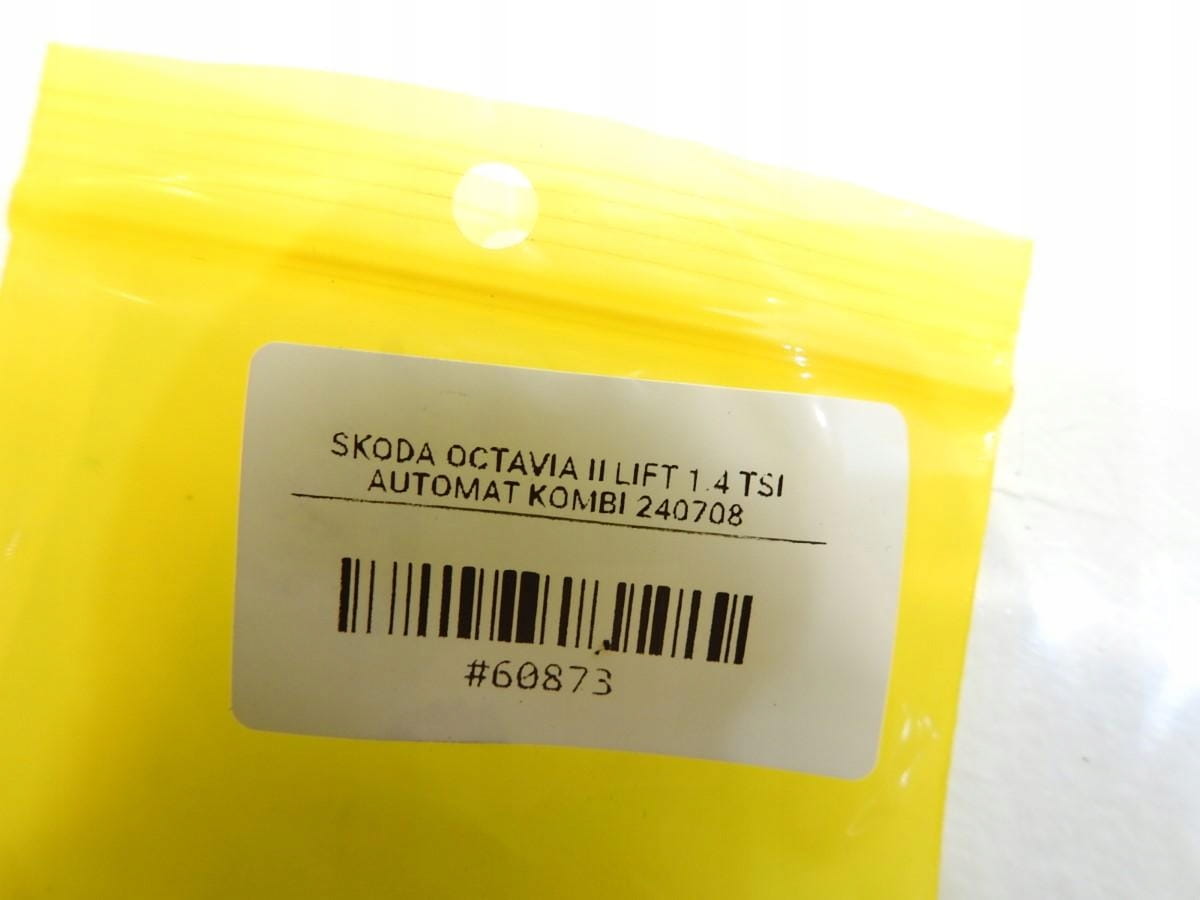 SKODA OCTAVIA II LIFT 1.4 TSI
AUTOMAT KOMBI 240708
#60873